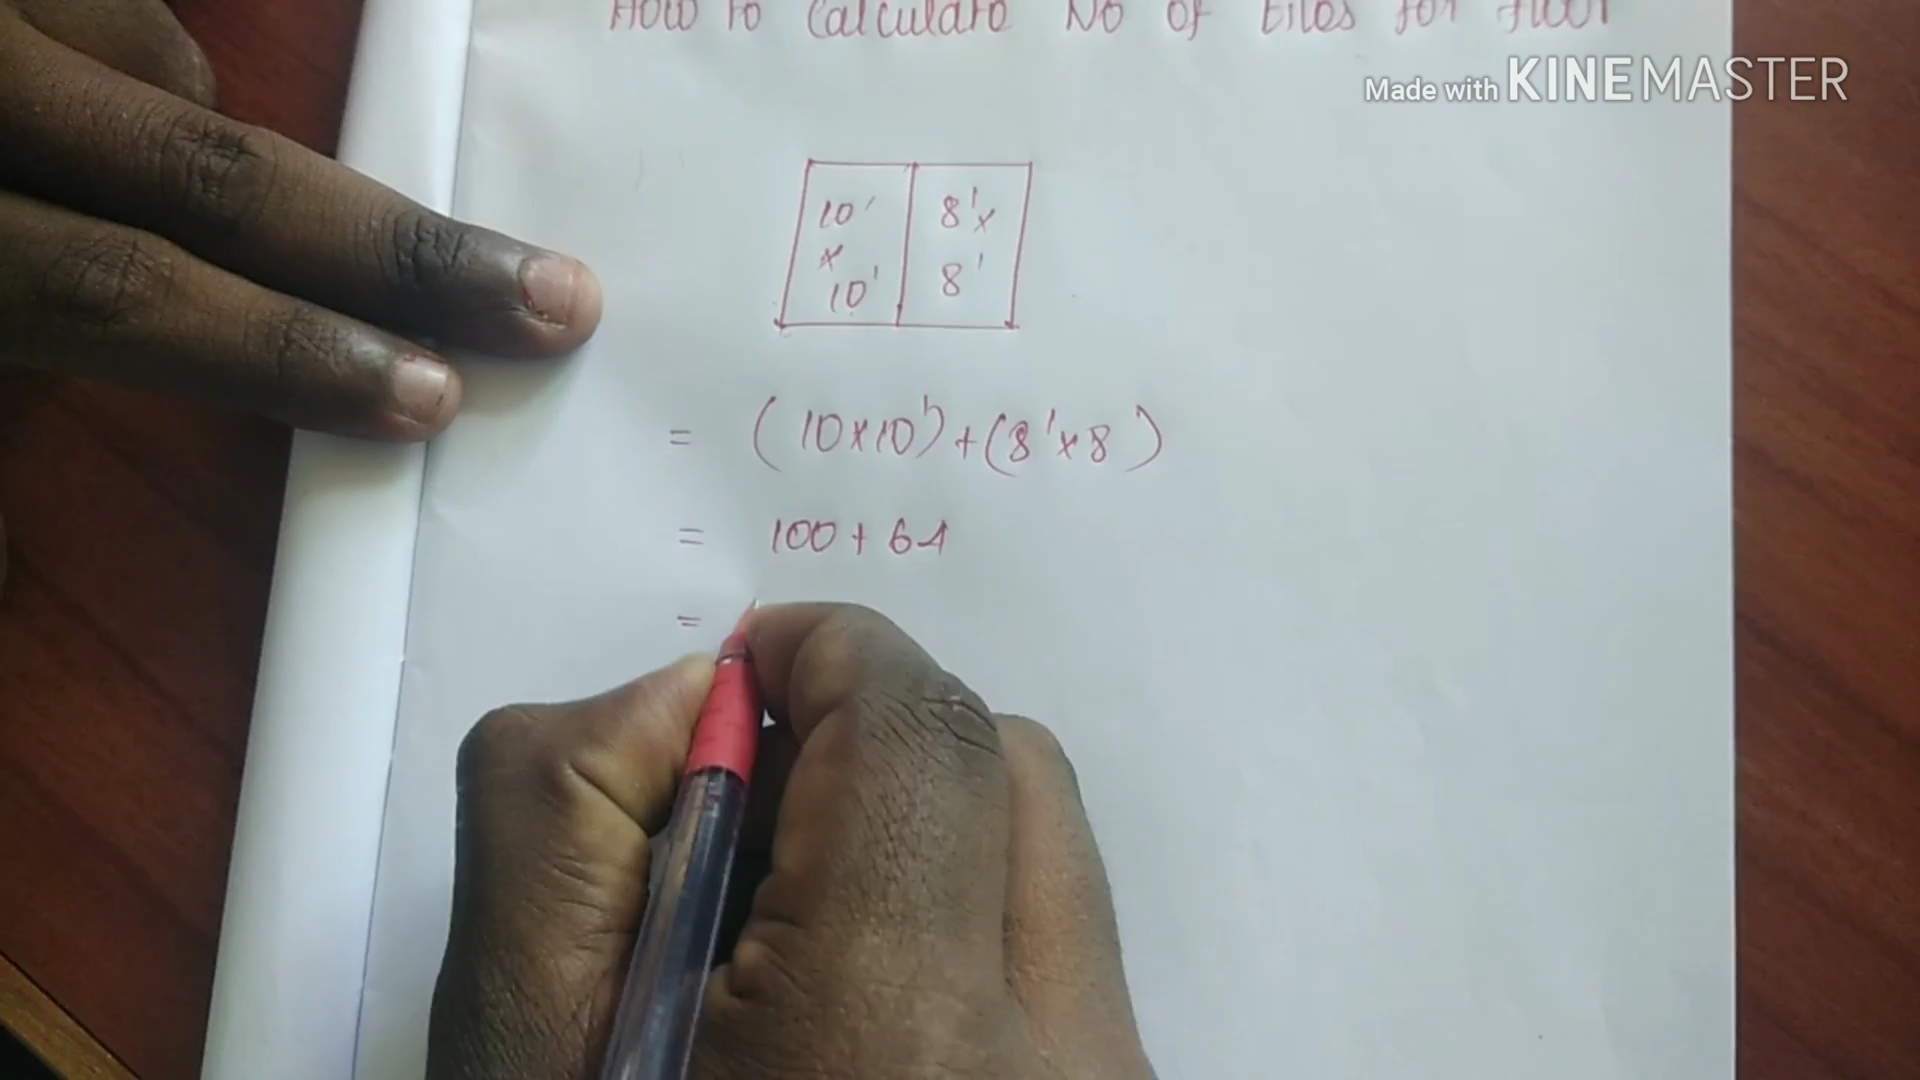 How to Calculate No of tiles for floor
Made with KINEMASTER
10' 8'x
x
10' 8'
= (10x10')+(8'x8)
= 100+64
=